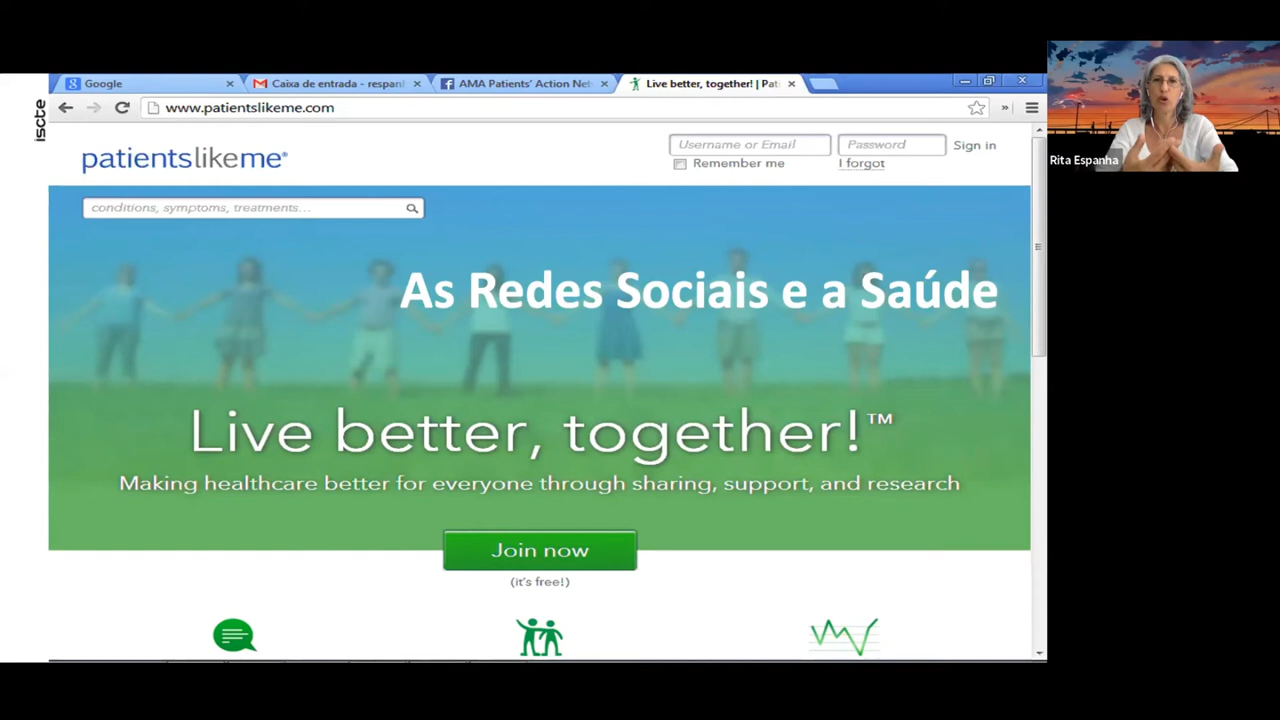 Google
Caixa de entrada - respanh
AMA Patients' Action Net
Live better, together! | Pat
www.patientslikeme.com
»
iscte
patientslikeme®
Username or Email
Password
Sign in
Remember me
I forgot
conditions, symptoms, treatments...
As Redes Sociais e a Saúde
Live better, together!™
Making healthcare better for everyone through sharing, support, and research
Join now
(it's free!)
Rita Espanha